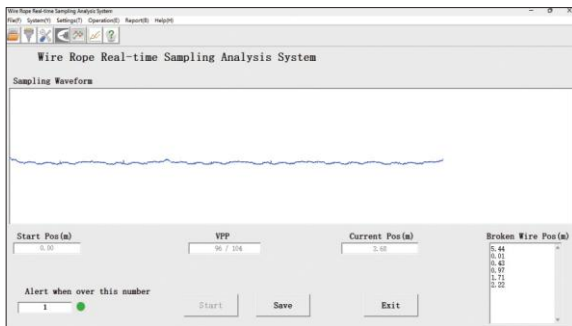 Wire Rope Real-time Sampling Analysis System
File(F) System(Y) Settings(T) Operation(E) Report(B) Help(H)
Wire Rope Real-time Sampling Analysis System
Sampling Waveform
Start Pos(m) VPP Current Pos(m) Broken Wire Pos(m)
0.00 96 / 104 3.60
5.44
0.01
0.43
0.97
1.71
2.22
Alert when over this number
1 Start Save Exit